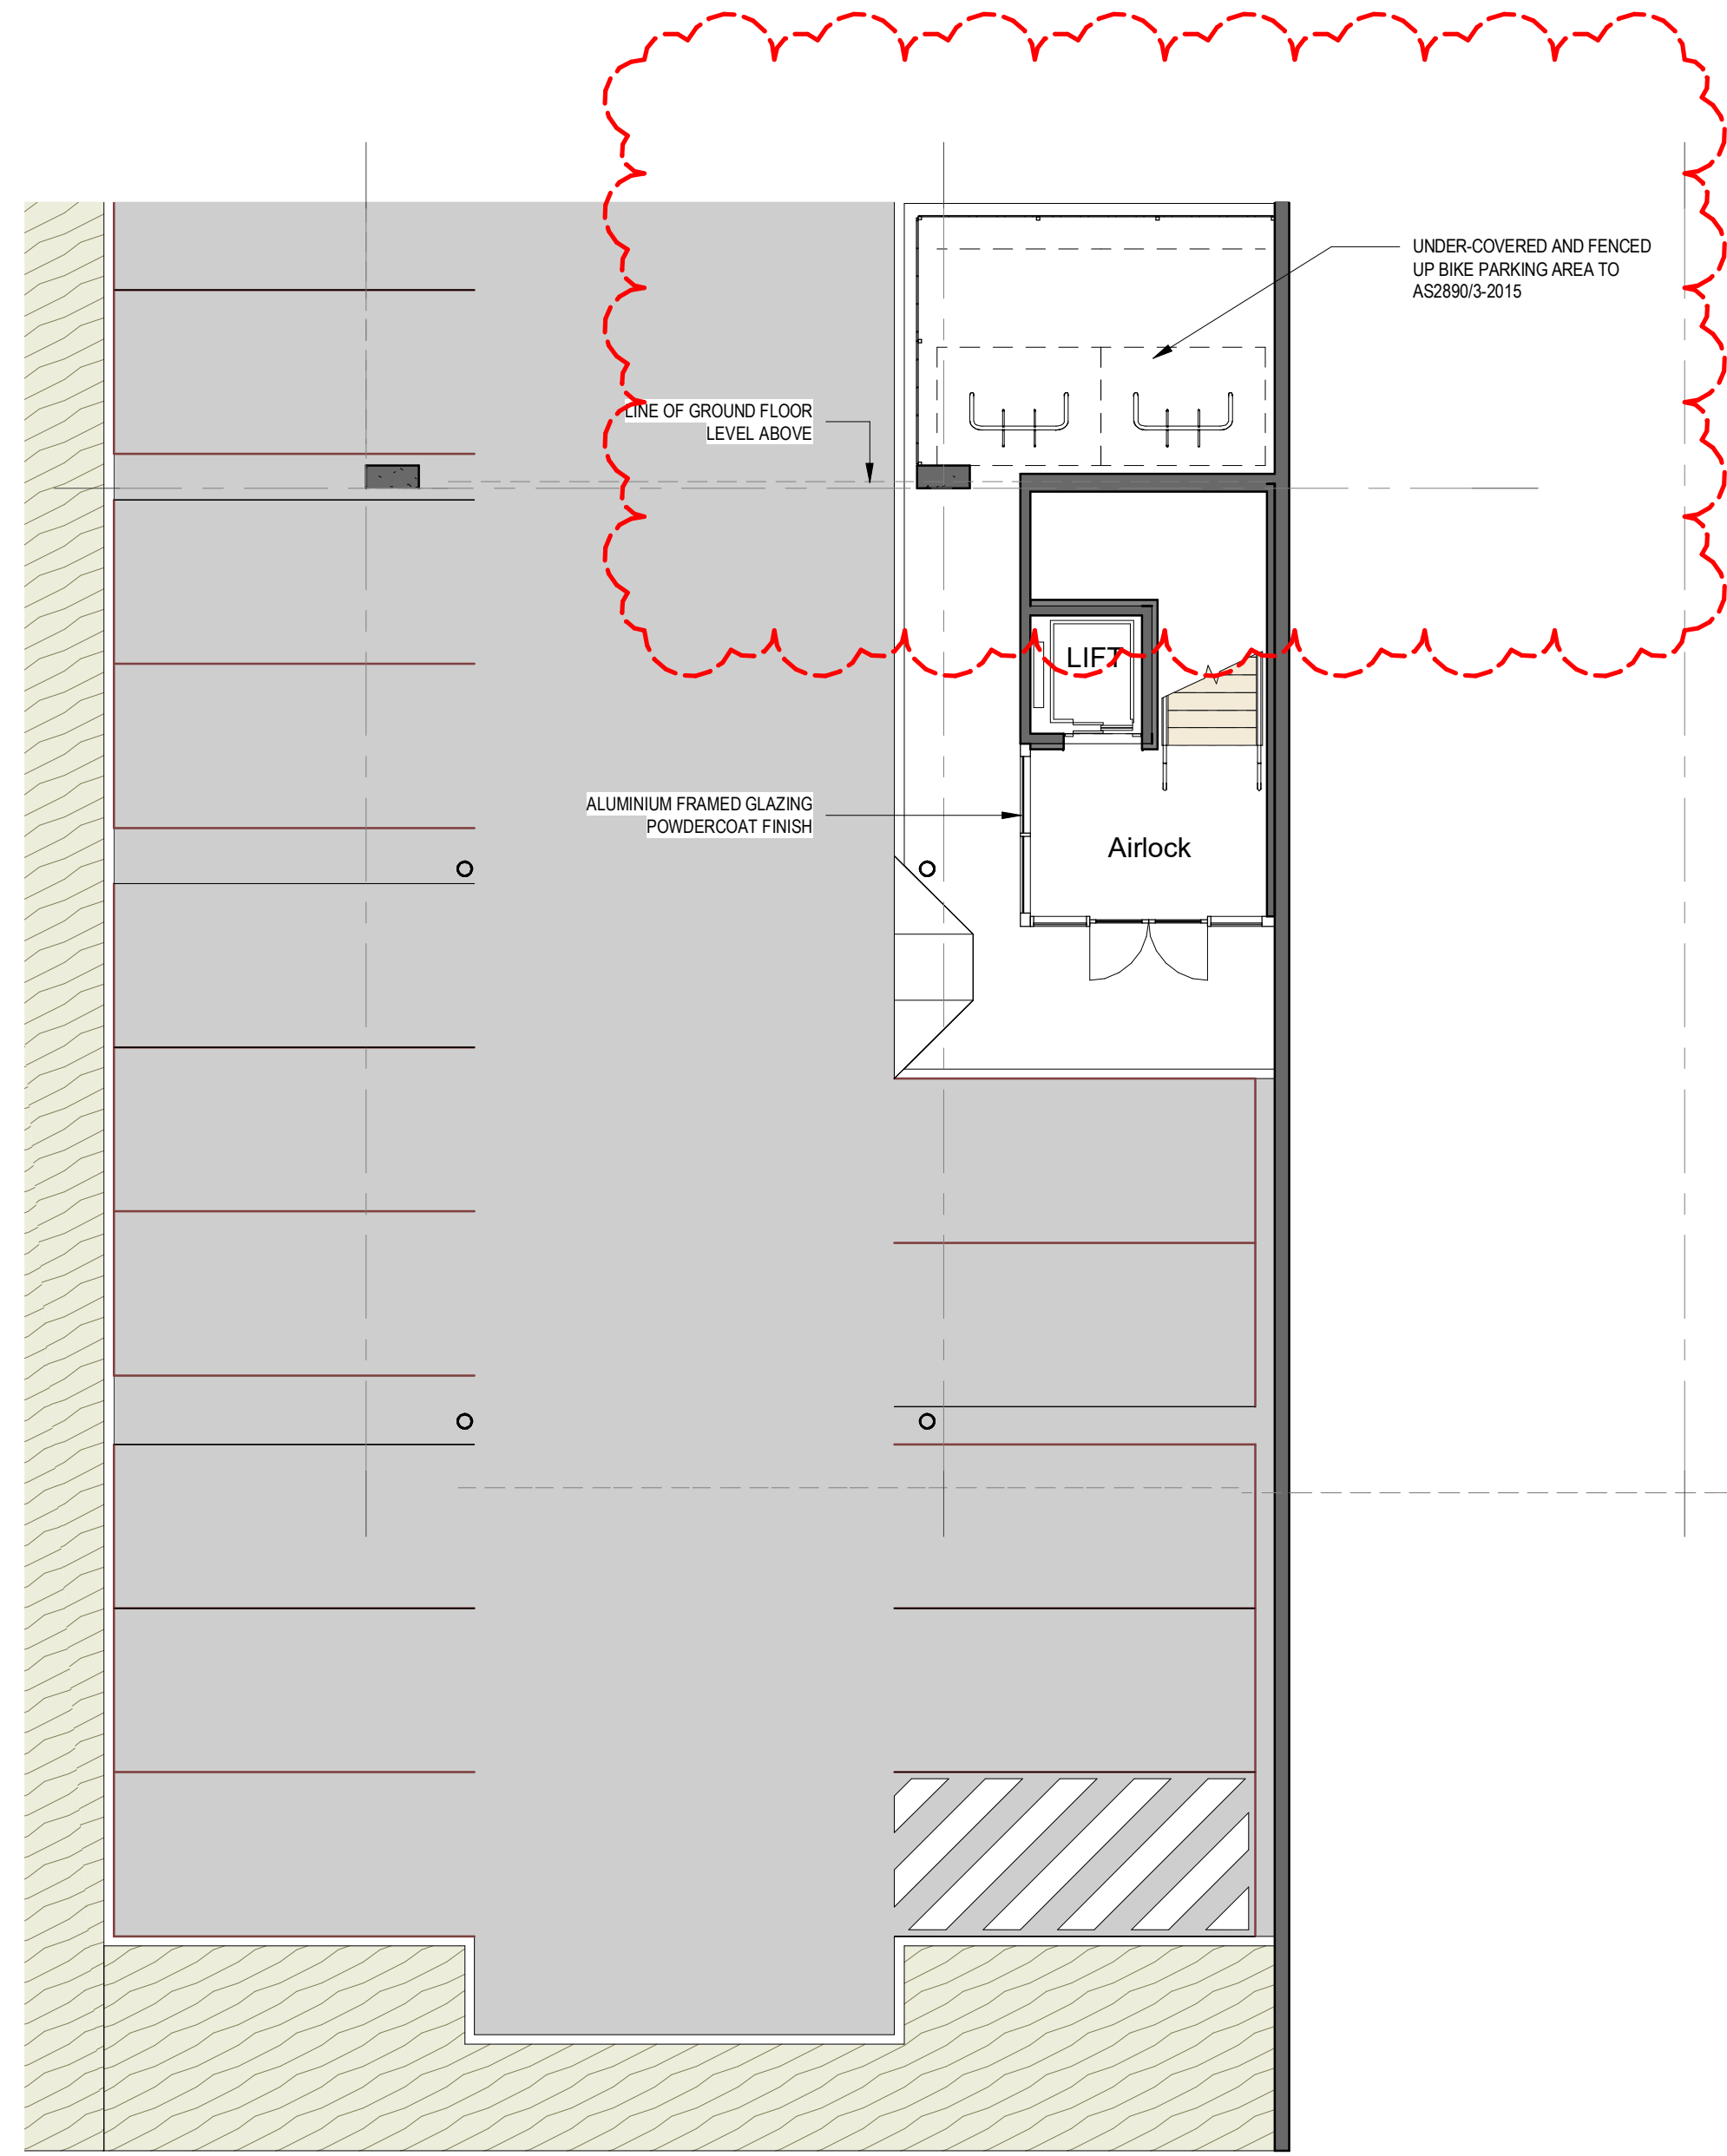 UNDER-COVERED AND FENCED
UP BIKE PARKING AREA TO
AS2890/3-2015
LINE OF GROUND FLOOR
LEVEL ABOVE
LIFT
ALUMINIUM FRAMED GLAZING
POWDERCOAT FINISH
Airlock